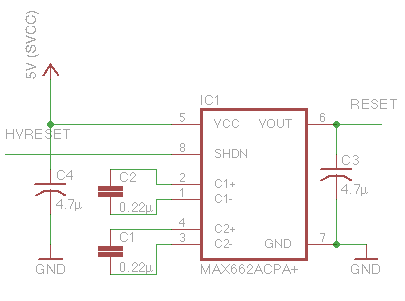 5V (SVCC)
IC1
5
VCC
VOUT
6
RESET
HVRESET
8
SHDN
C4
4.7µ
C2
0.22µ
2
C1+
1
C1-
C3
4.7µ
C1
0.22µ
4
C2+
3
C2-
GND
7
GND
MAX662ACPA+
GND